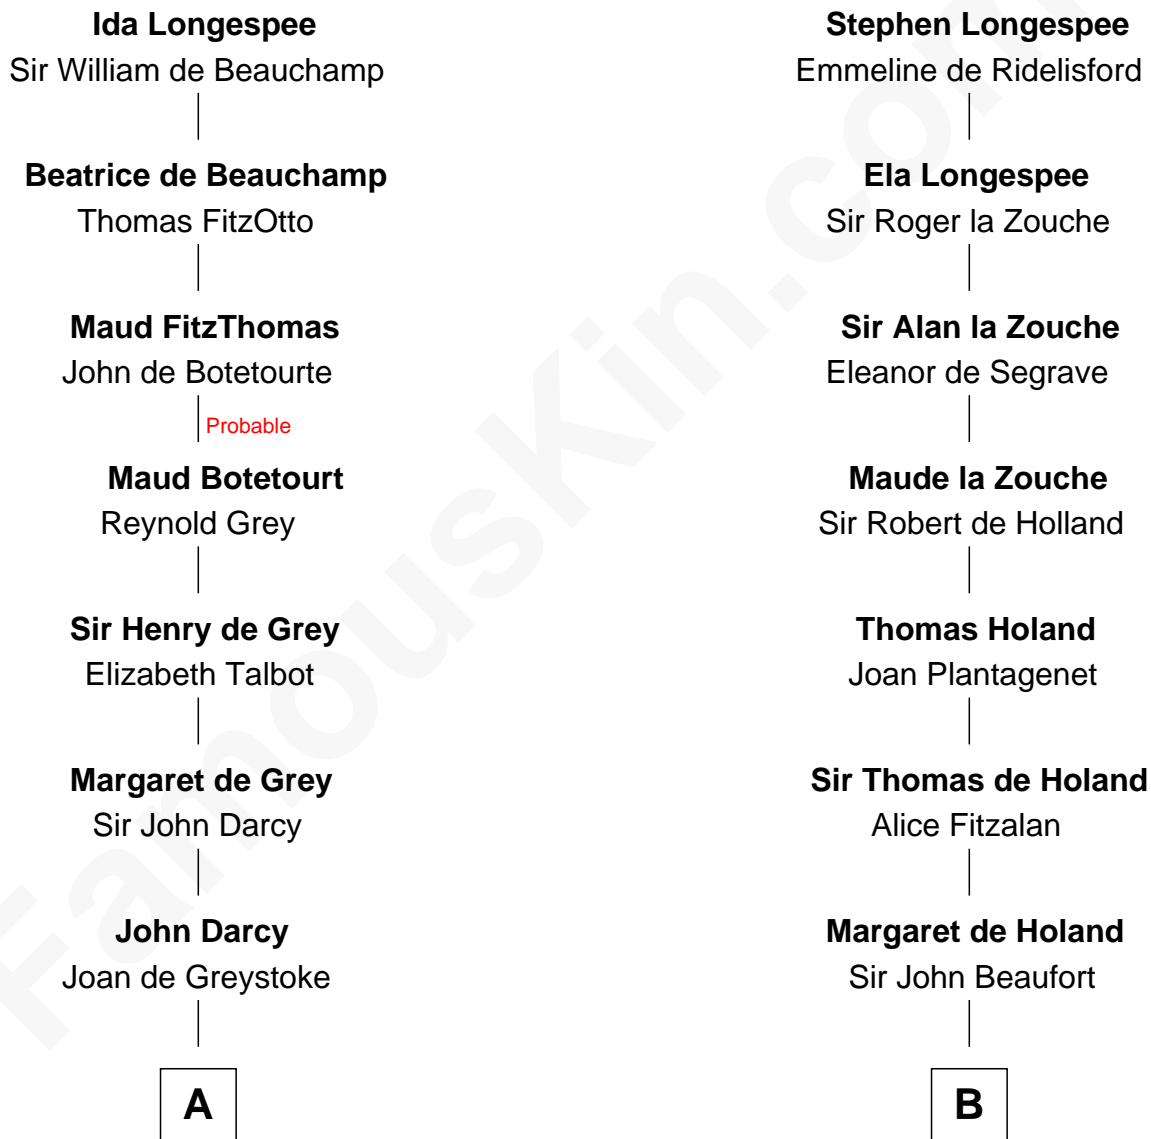 Ida Longespee
Sir William de Beauchamp
Beatrice de Beauchamp
Thomas FitzOtto
Maud FitzThomas
John de Botetourte
Probable
Maud Botetourt
Reynold Grey
Sir Henry de Grey
Elizabeth Talbot
Margaret de Grey
Sir John Darcy
John Darcy
Joan de Greystoke
A
Stephen Longespee
Emmeline de Ridelisford
Ela Longespee
Sir Roger la Zouche
Sir Alan la Zouche
Eleanor de Segrave
Maude la Zouche
Sir Robert de Holland
Thomas Holand
Joan Plantagenet
Sir Thomas de Holand
Alice Fitzalan
Margaret de Holand
Sir John Beaufort
B
FamousKin.com